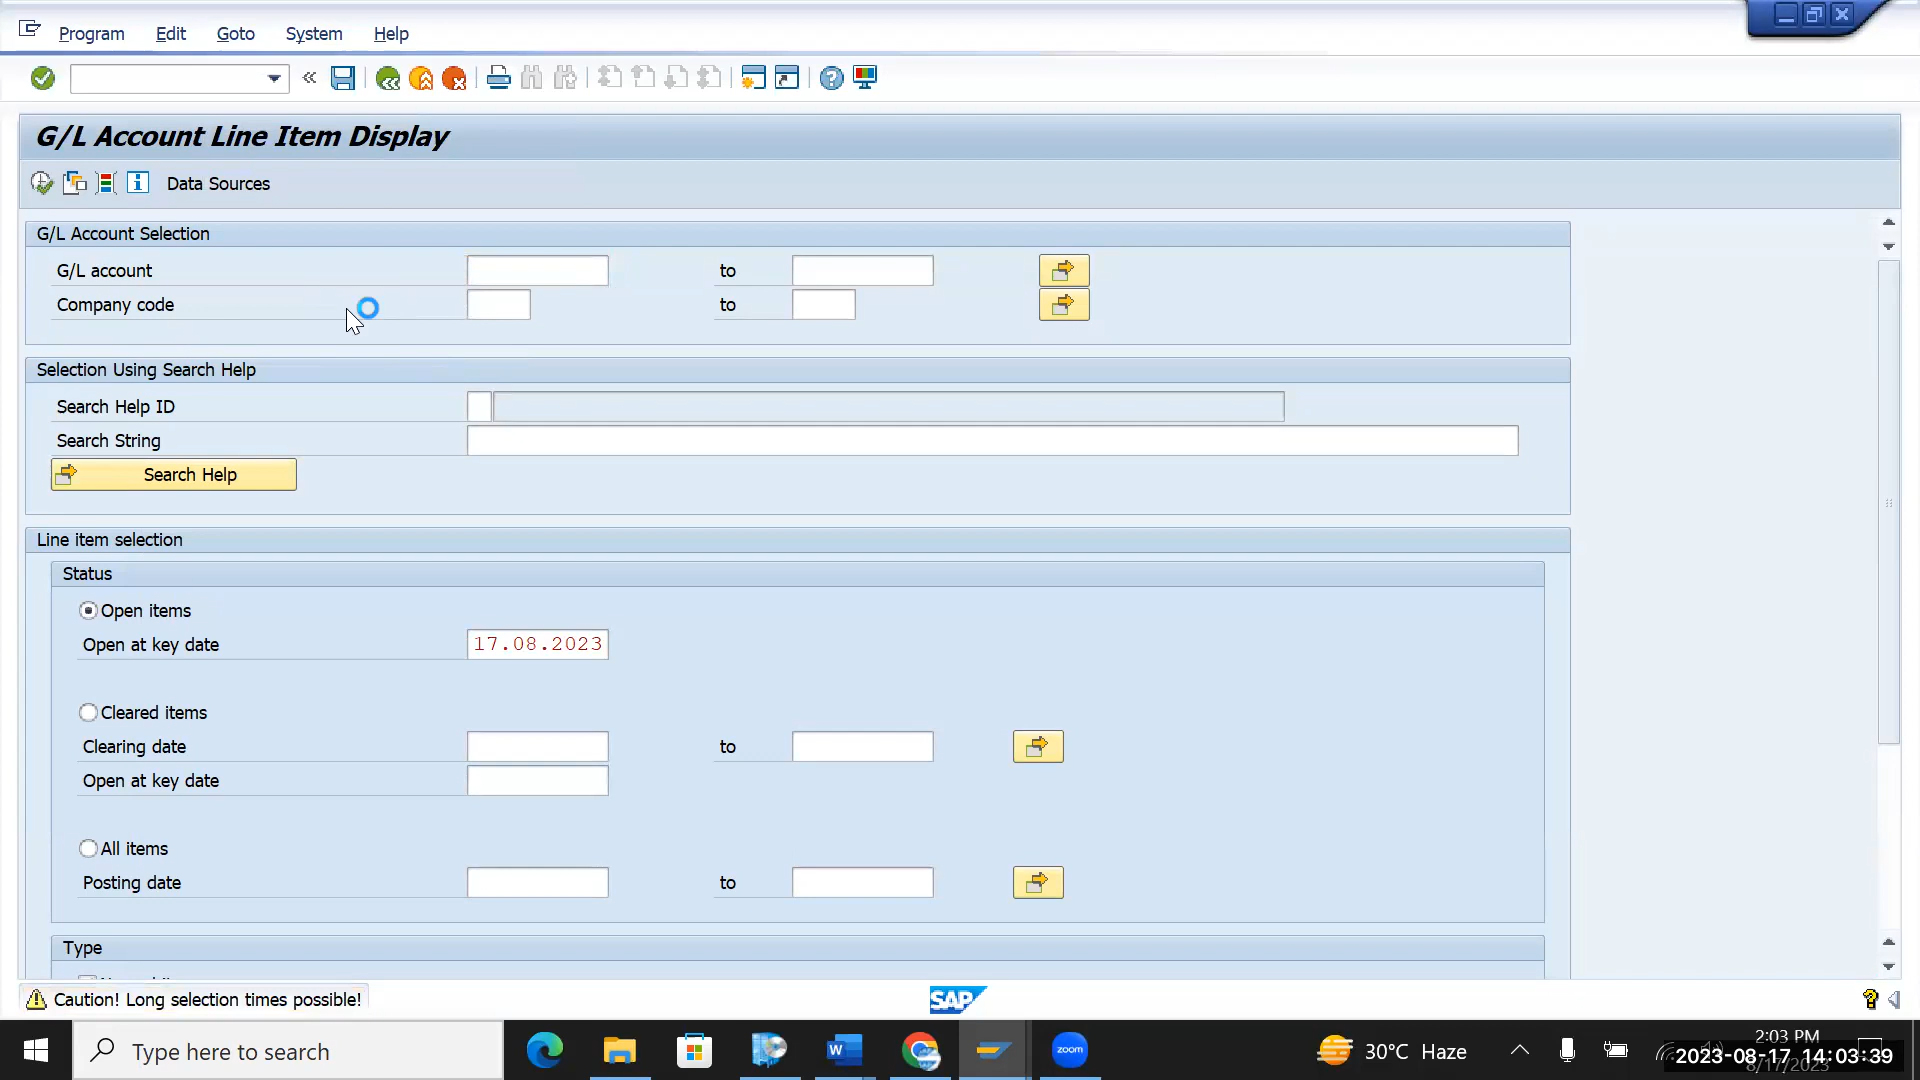 Program Edit Goto System Help
G/L Account Line Item Display
Data Sources
G/L Account Selection
G/L account to
Company code to
Selection Using Search Help
Search Help ID
Search String
Search Help
Line item selection
Status
Open items
Open at key date 17.08.2023
Cleared items
Clearing date to
Open at key date
All items
Posting date to
Type
Caution! Long selection times possible!
SAP
Type here to search
W
zoom
30°C Haze
2:03 PM
2023-08-17 14:03:39
8/17/2023